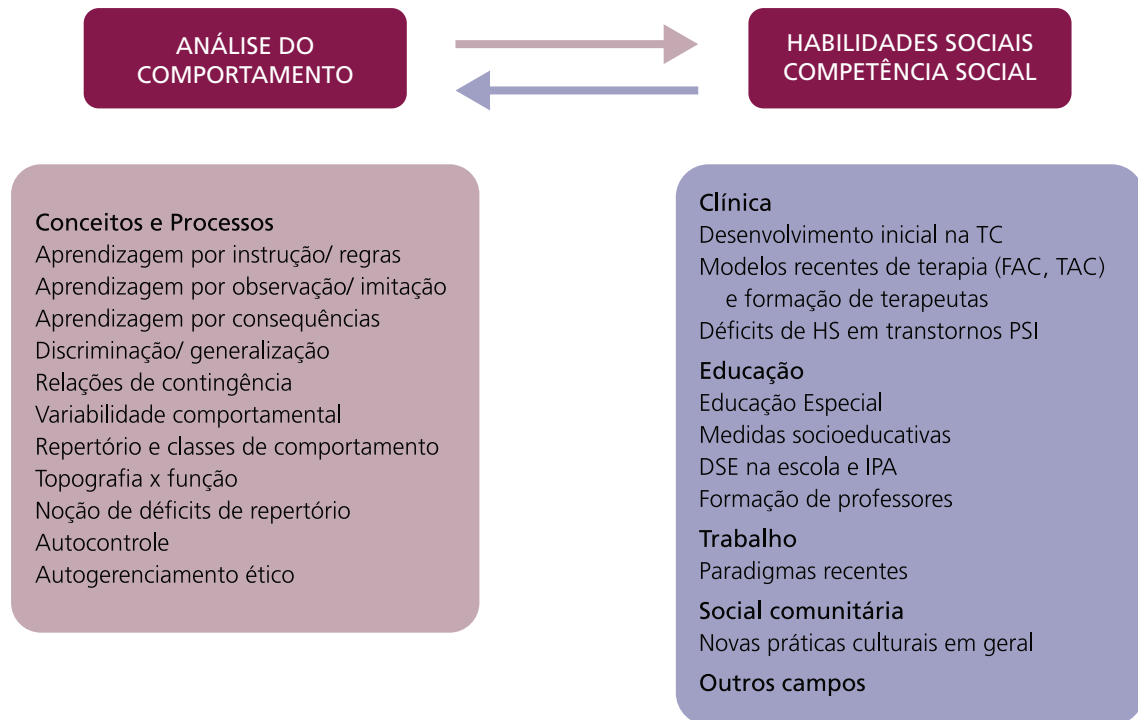 ANÁLISE DO
COMPORTAMENTO
HABILIDADES SOCIAIS
COMPETÊNCIA SOCIAL
Conceitos e Processos
Aprendizagem por instrução/ regras
Aprendizagem por observação/ imitação
Aprendizagem por consequências
Discriminação/ generalização
Relações de contingência
Variabilidade comportamental
Repertório e classes de comportamento
Topografia x função
Noção de déficits de repertório
Autocontrole
Autogerenciamento ético
Clínica
Desenvolvimento inicial na TC
Modelos recentes de terapia (FAC, TAC)
e formação de terapeutas
Déficits de HS em transtornos PSI
Educação
Educação Especial
Medidas socioeducativas
DSE na escola e IPA
Formação de professores
Trabalho
Paradigmas recentes
Social comunitária
Novas práticas culturais em geral
Outros campos